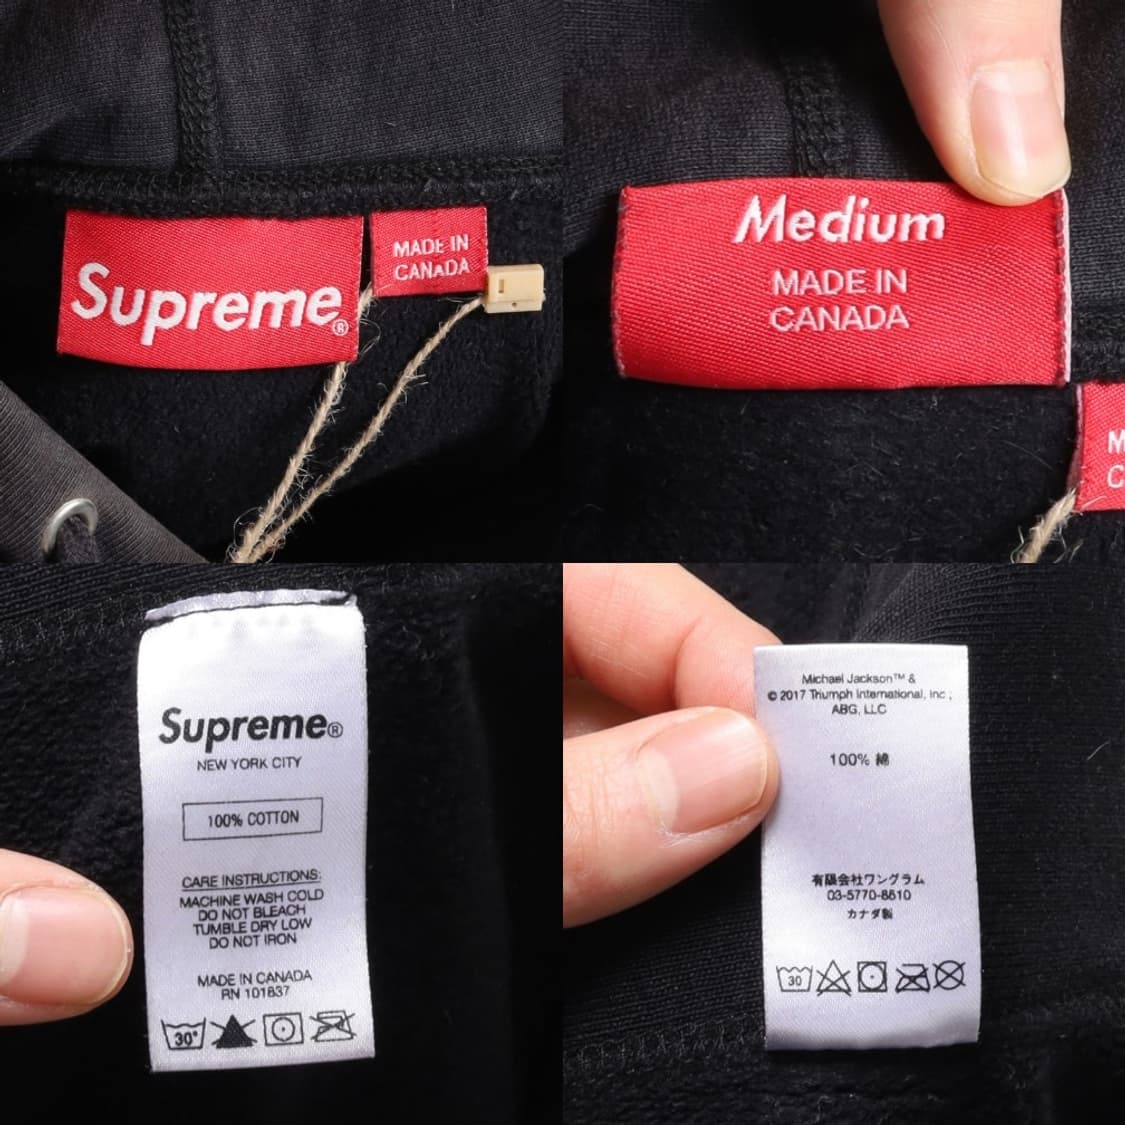 Supreme®
MADE IN
CANADA
Medium
MADE IN
CANADA
M
C
Supreme®
NEW YORK CITY
100% COTTON
CARE INSTRUCTIONS:
MACHINE WASH COLD
DO NOT BLEACH
TUMBLE DRY LOW
DO NOT IRON
MADE IN CANADA
RN 101837
30°
Michael Jackson™ &
© 2017 Triumph International, Inc.,
ABG, LLC
100% 綿
有限会社ワングラム
03-5770-8610
カナダ製
30